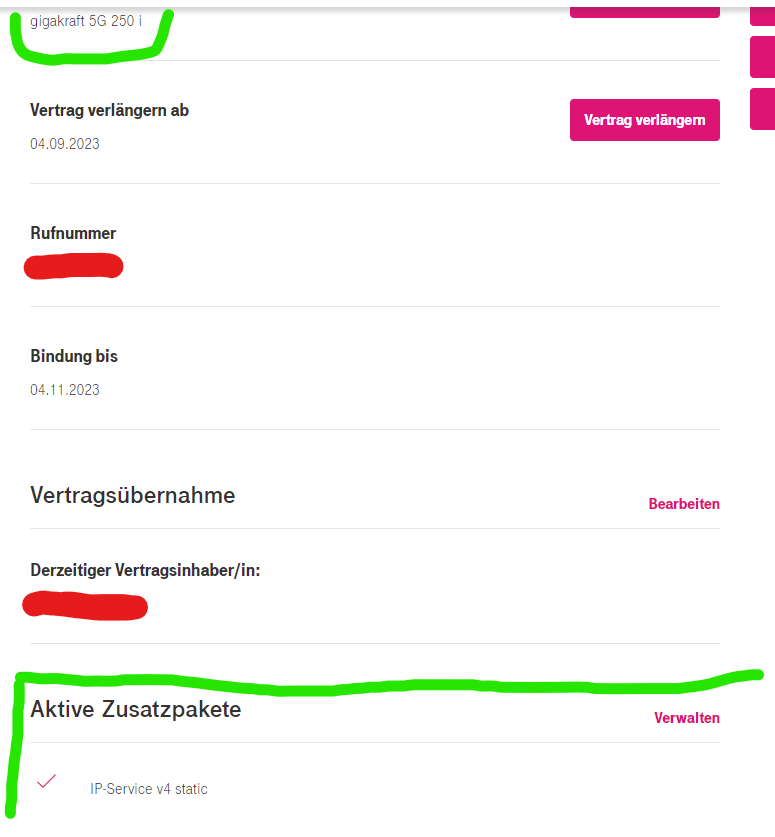 gigakraft 5G 250 i
Vertrag verlängern ab
Vertrag verlängern
04.09.2023
Rufnummer
Bindung bis
04.11.2023
Vertragsübernahme
Bearbeiten
Derzeitiger Vertragsinhaber/in:
Aktive Zusatzpakete
Verwalten
IP-Service v4 static